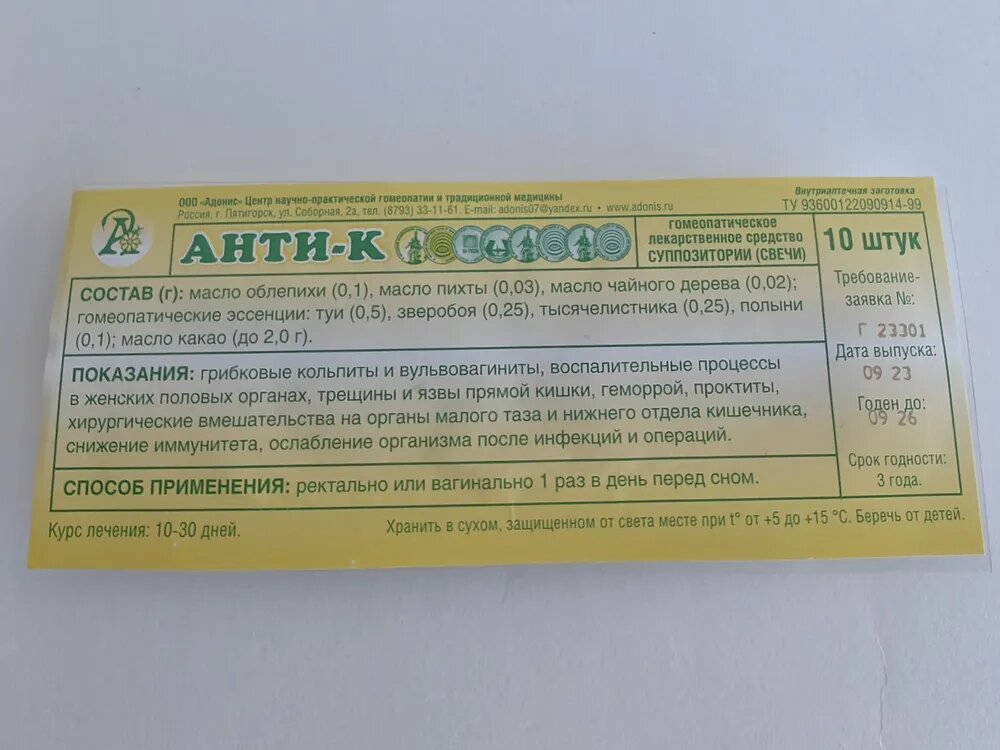 ООО «Адонис» Центр научно-практической гомеопатии и традиционной медицины
Россия, г. Пятигорск, ул. Соборная, 2а, тел. (8793) 33-11-61. E-mail: adonis07@yandex.ru • www.adonis.ru
Внутриаптечная заготовка
ТУ 93600122090914-99
АНТИ-К
гомеопатическое
лекарственное средство
СУППОЗИТОРИИ (СВЕЧИ)
10 штук
СОСТАВ (г): масло облепихи (0,1), масло пихты (0,03), масло чайного дерева (0,02);
гомеопатические эссенции: туи (0,5), зверобоя (0,25), тысячелистника (0,25), полыни
(0,1); масло какао (до 2,0 г).
ПОКАЗАНИЯ: грибковые кольпиты и вульвовагиниты, воспалительные процессы
в женских половых органах, трещины и язвы прямой кишки, геморрой, проктиты,
хирургические вмешательства на органы малого таза и нижнего отдела кишечника,
снижение иммунитета, ослабление организма после инфекций и операций.
СПОСОБ ПРИМЕНЕНИЯ: ректально или вагинально 1 раз в день перед сном.
Требование-
заявка №:
Г 23301
Дата выпуска:
09 23
Годен до:
09 26
Срок годности:
3 года.
Курс лечения: 10-30 дней.
Хранить в сухом, защищенном от света месте при t° от +5 до +15 °С. Беречь от детей.